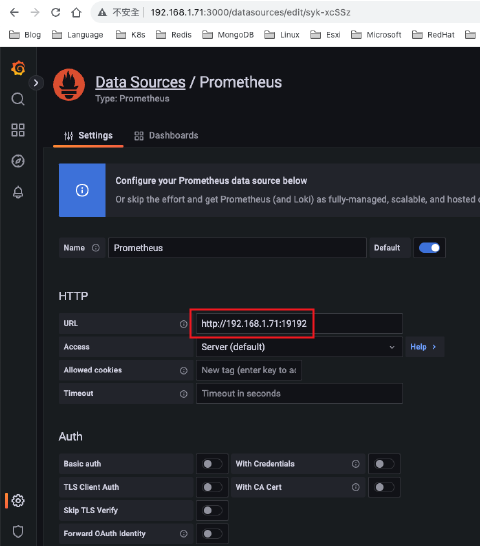 不安全 192.168.1.71:3000/datasources/edit/syk-xcSSz
Blog Language K8s Redis MongoDB Linux Esxi Microsoft RedHat
Data Sources / Prometheus
Type: Prometheus
Settings Dashboards
Configure your Prometheus data source below
Or skip the effort and get Prometheus (and Loki) as fully-managed, scalable, and hosted
Name Prometheus Default
HTTP
URL http://192.168.1.71:19192
Access Server (default) Help >
Allowed cookies New tag (enter key to ac
Timeout Timeout in seconds
Auth
Basic auth With Credentials
TLS Client Auth With CA Cert
Skip TLS Verify
Forward OAuth Identity